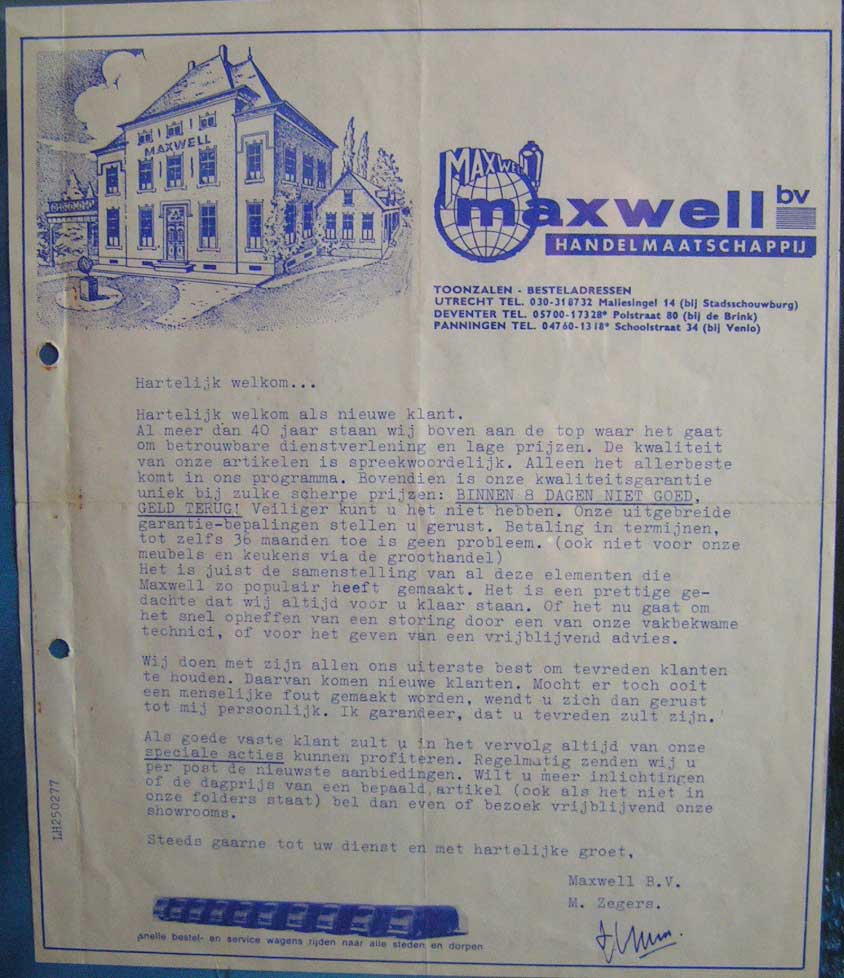 MAXWELL
MAXWELL
maxwell bv
HANDELMAATSCHAPPIJ
TOONZALEN - BESTELADRESSEN
UTRECHT TEL. 030-318732 Maliesingel 14 (bij Stadsschouwburg)
DEVENTER TEL. 05700-17328* Polstraat 80 (bij de Brink)
PANNINGEN TEL. 04760-1318* Schoolstraat 34 (bij Venlo)
Hartelijk welkom...
Hartelijk welkom als nieuwe klant.
Al meer dan 40 jaar staan wij boven aan de top waar het gaat
om betrouwbare dienstverlening en lage prijzen. De kwaliteit
van onze artikelen is spreekwoordelijk. Alleen het allerbeste
komt in ons programma. Bovendien is onze kwaliteitsgarantie
uniek bij zulke scherpe prijzen: BINNEN 8 DAGEN NIET GOED,
GELD TERUG! Veiliger kunt u het niet hebben. Onze uitgebreide
garantie-bepalingen stellen u gerust. Betaling in termijnen,
tot zelfs 36 maanden toe is geen probleem. (ook niet voor onze
meubels en keukens via de groothandel)
Het is juist de samenstelling van al deze elementen die
Maxwell zo populair heeft gemaakt. Het is een prettige ge-
dachte dat wij altijd voor u klaar staan. Of het nu gaat om
het snel opheffen van een storing door een van onze vakbekwame
technici, of voor het geven van een vrijblijvend advies.
Wij doen met zijn allen ons uiterste best om tevreden klanten
te houden. Daarvan komen nieuwe klanten. Mocht er toch ooit
een menselijke fout gemaakt worden, wendt u zich dan gerust
tot mij persoonlijk. Ik garandeer, dat u tevreden zult zijn.
Als goede vaste klant zult u in het vervolg altijd van onze
speciale acties kunnen profiteren. Regelmatig zenden wij u
per post de nieuwste aanbiedingen. Wilt u meer inlichtingen
of de dagprijs van een bepaald artikel (ook als het niet in
onze folders staat) bel dan even of bezoek vrijblijvend onze
showrooms.
Steeds gaarne tot uw dienst en met hartelijke groet,
Maxwell B.V.
M. Zegers.
snelle bestel- en service wagens rijden naar alle steden en dorpen
LH250277